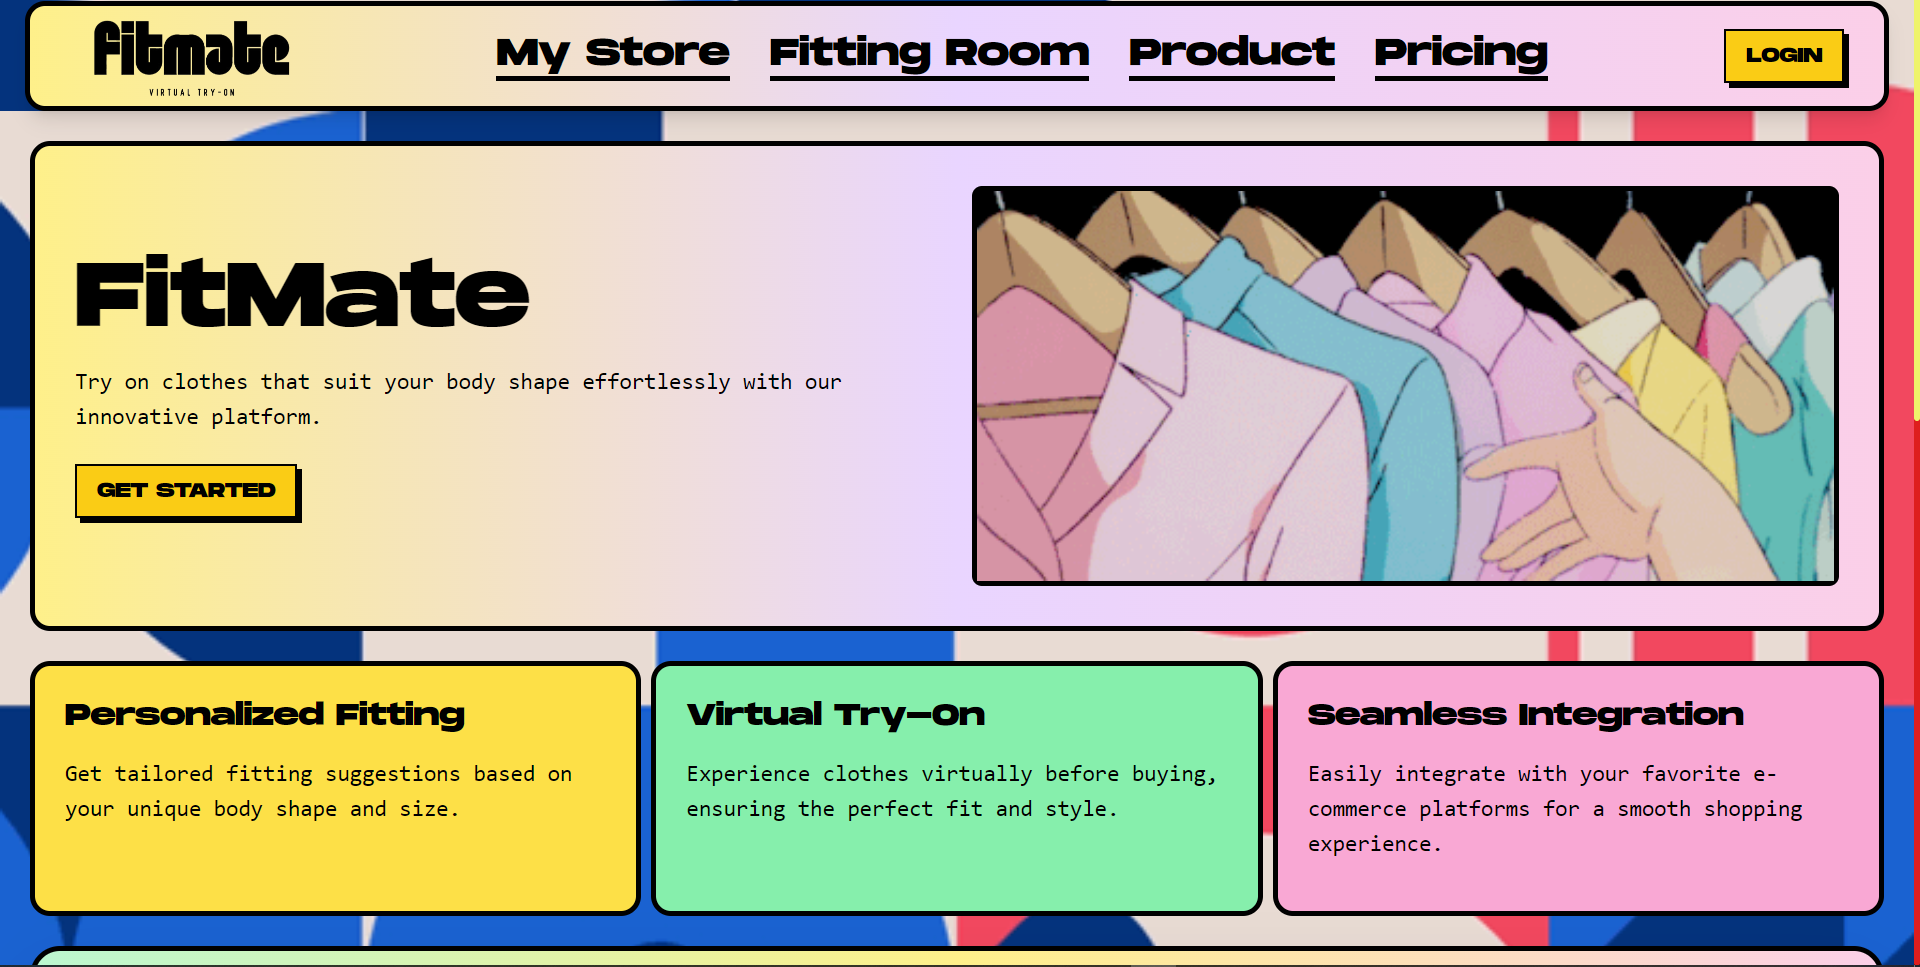 fitmate
VIRTUAL TRY-ON
My Store Fitting Room Product Pricing
LOGIN
FitMate
Try on clothes that suit your body shape effortlessly with our
innovative platform.
GET STARTED
Personalized Fitting
Get tailored fitting suggestions based on
your unique body shape and size.
Virtual Try-On
Experience clothes virtually before buying,
ensuring the perfect fit and style.
Seamless Integration
Easily integrate with your favorite e-
commerce platforms for a smooth shopping
experience.